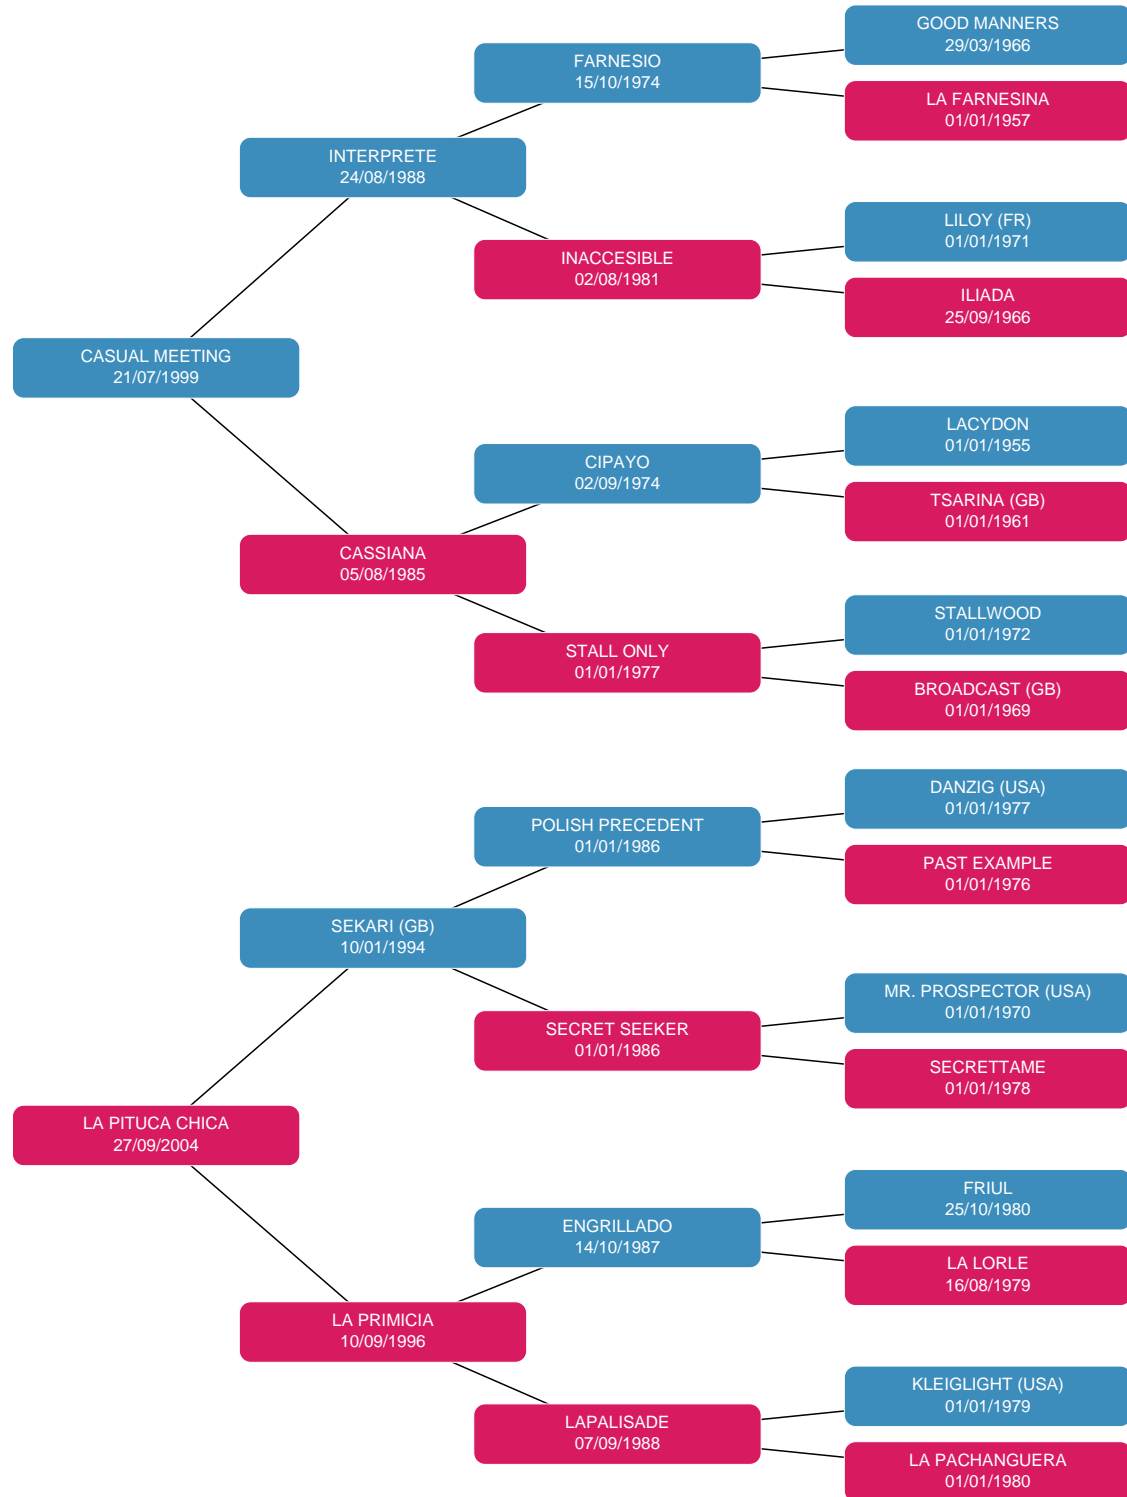 GOOD MANNERS
29/03/1966
FARNESIO
15/10/1974
LA FARNESINA
01/01/1957
INTERPRETE
24/08/1988
LILOY (FR)
01/01/1971
INACCESIBLE
02/08/1981
ILIADA
25/09/1966
CASUAL MEETING
21/07/1999
LACYDON
01/01/1955
CIPAYO
02/09/1974
TSARINA (GB)
01/01/1961
CASSIANA
05/08/1985
STALLWOOD
01/01/1972
STALL ONLY
01/01/1977
BROADCAST (GB)
01/01/1969
DANZIG (USA)
01/01/1977
POLISH PRECEDENT
01/01/1986
PAST EXAMPLE
01/01/1976
SEKARI (GB)
10/01/1994
MR. PROSPECTOR (USA)
01/01/1970
SECRET SEEKER
01/01/1986
SECRETTAME
01/01/1978
LA PITUCA CHICA
27/09/2004
FRIUL
25/10/1980
ENGRILLADO
14/10/1987
LA LORLE
16/08/1979
LA PRIMICIA
10/09/1996
KLEIGLIGHT (USA)
01/01/1979
LAPALISADE
07/09/1988
LA PACHANGUERA
01/01/1980